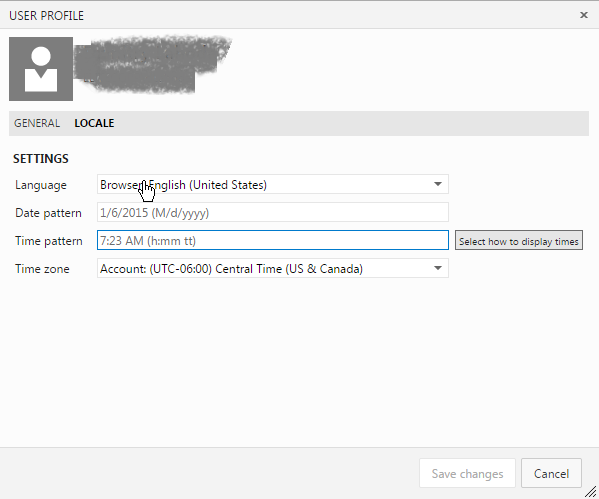 USER PROFILE
GENERAL LOCALE
SETTINGS
Language Browser: English (United States)
Date pattern 1/6/2015 (M/d/yyyy)
Time pattern 7:23 AM (h:mm tt) Select how to display times
Time zone Account: (UTC-06:00) Central Time (US & Canada)
Save changes Cancel